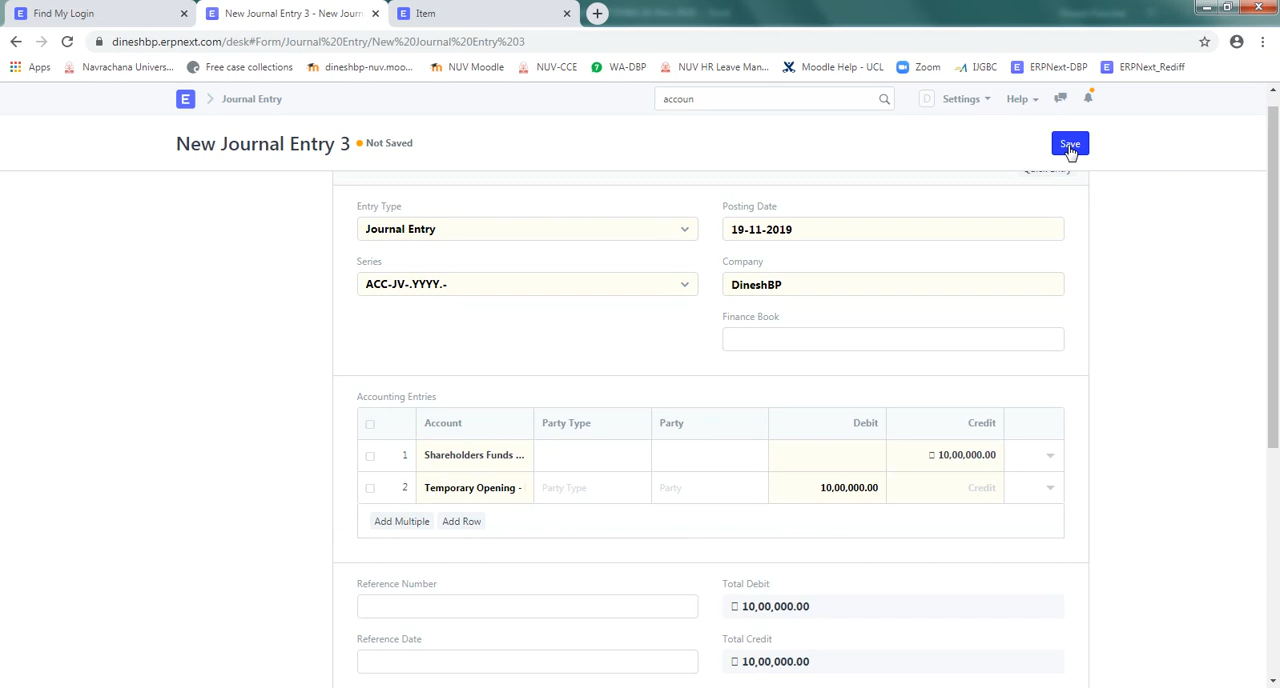 Find My Login
New Journal Entry 3 - New Journ
Item
dineshbp.erpnext.com/desk#Form/Journal%20Entry/New%20Journal%20Entry%203
Apps
Navrachana Univers...
Free case collections
dineshbp-nuv.moo...
NUV Moodle
NUV-CCE
WA-DBP
NUV HR Leave Man...
Moodle Help - UCL
Zoom
IJGBC
ERPNext-DBP
ERPNext_Rediff
E
Journal Entry
accoun
D
Settings
Help
New Journal Entry 3
Not Saved
Save
Entry Type
Posting Date
Journal Entry
19-11-2019
Series
Company
ACC-JV-.YYYY.-
DineshBP
Finance Book
Accounting Entries
Account Party Type Party Debit Credit
1 Shareholders Funds ... 10,00,000.00
2 Temporary Opening - Party Type Party 10,00,000.00 Credit
Add Multiple
Add Row
Reference Number
Total Debit
10,00,000.00
Reference Date
Total Credit
10,00,000.00